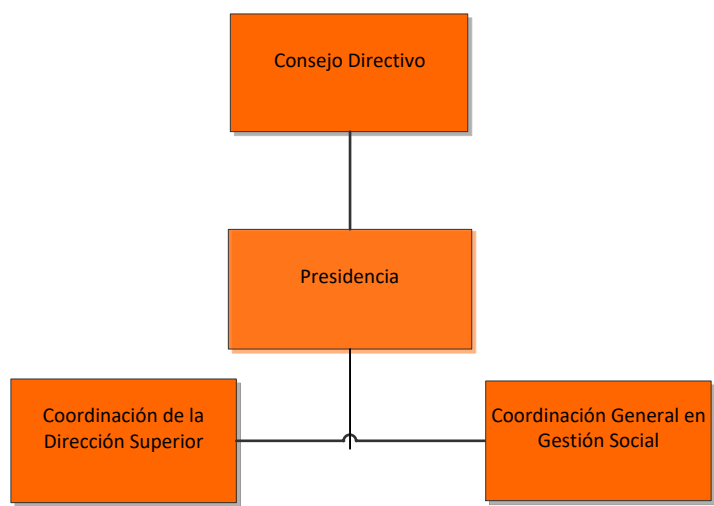 Consejo Directivo
Presidencia
Coordinación de la
Dirección Superior
Coordinación General en
Gestión Social